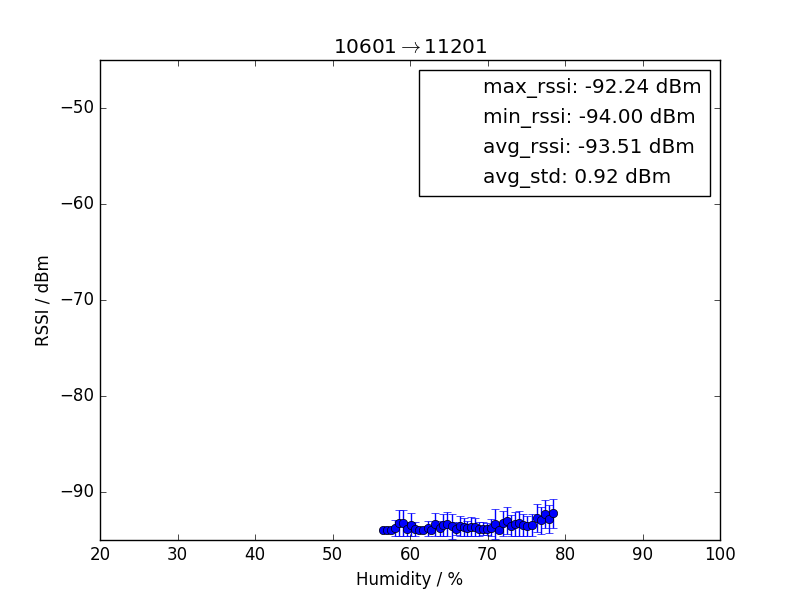 10601→11201
max_rssi: -92.24 dBm
min_rssi: -94.00 dBm
avg_rssi: -93.51 dBm
avg_std: 0.92 dBm
RSSI / dBm
−50
−60
−70
−80
−90
20 30 40 50 60 70 80 90 100
Humidity / %